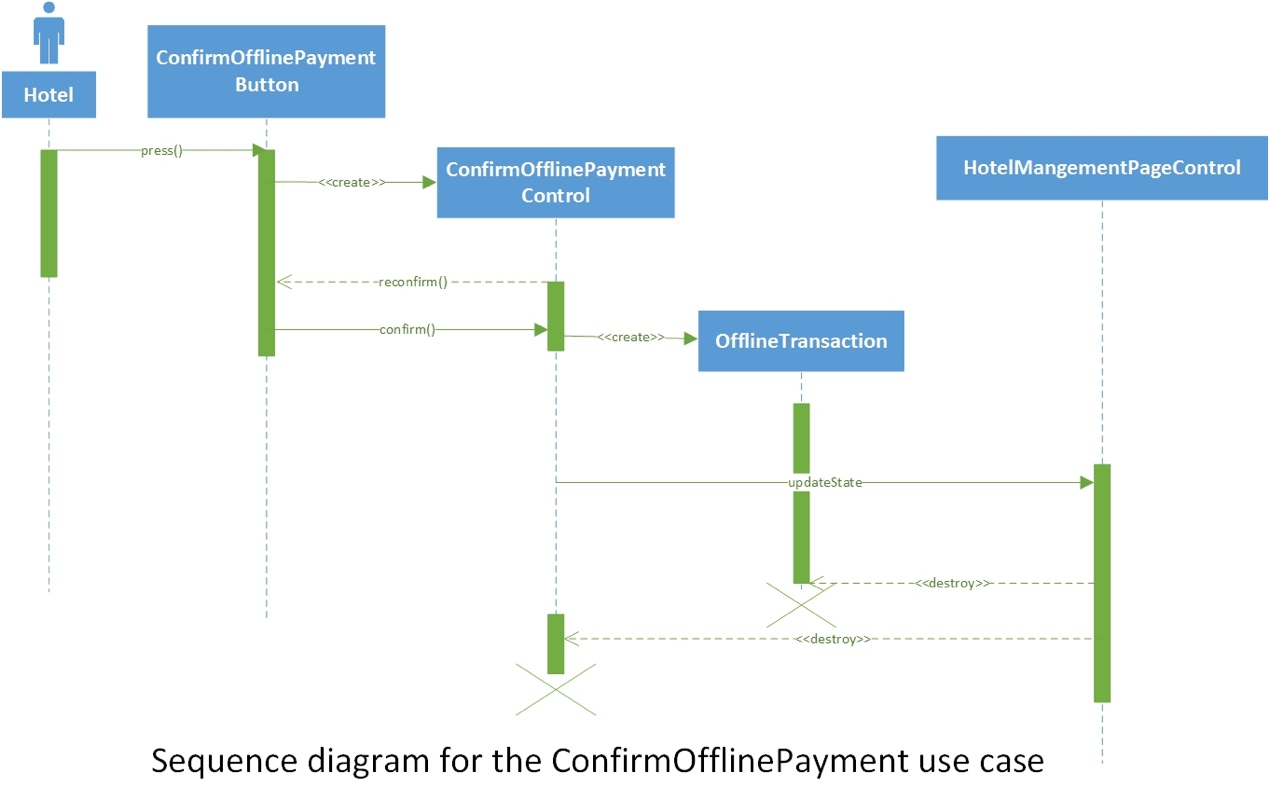 Hotel
ConfirmOfflinePayment
Button
press()
<<create>>
ConfirmOfflinePayment
Control
HotelMangementPageControl
reconfirm()
confirm()
<<create>>
OfflineTransaction
updateState
<<destroy>>
<<destroy>>
Sequence diagram for the ConfirmOfflinePayment use case